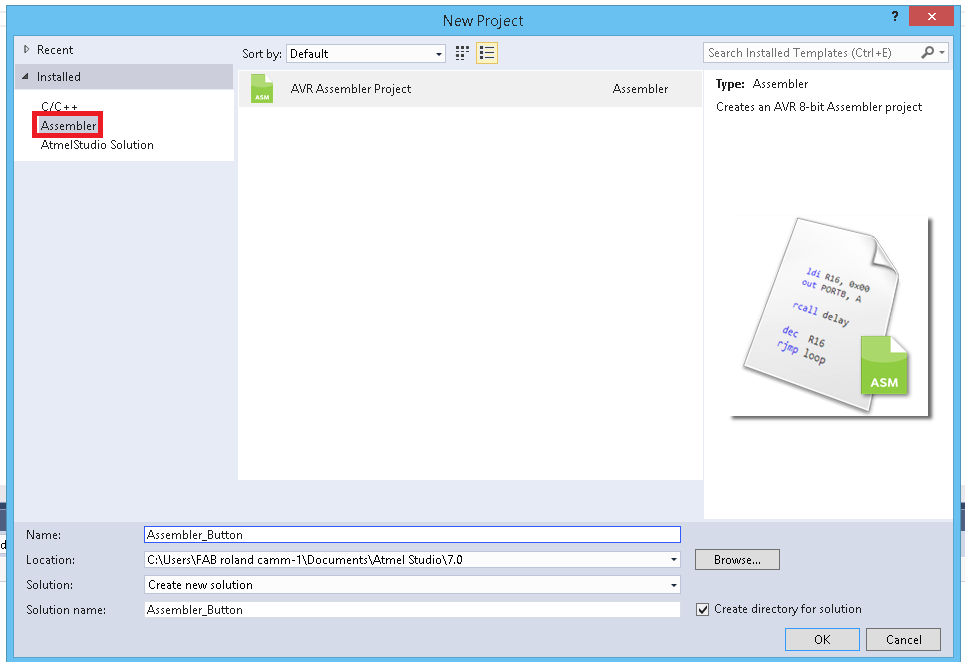 New Project
?
Recent
Sort by: Default
Search Installed Templates (Ctrl+E)
Installed
C/C++
Assembler
AtmelStudio Solution
ASM
AVR Assembler Project
Assembler
Type: Assembler
Creates an AVR 8-bit Assembler project
ldi R16, 0x00
out PORTB, A
rcall delay
dec R16
rjmp loop
ASM
d
Name: Assembler_Button
Location: C:\Users\FAB roland camm-1\Documents\Atmel Studio\7.0
Browse...
Solution: Create new solution
Solution name: Assembler_Button
Create directory for solution
OK
Cancel